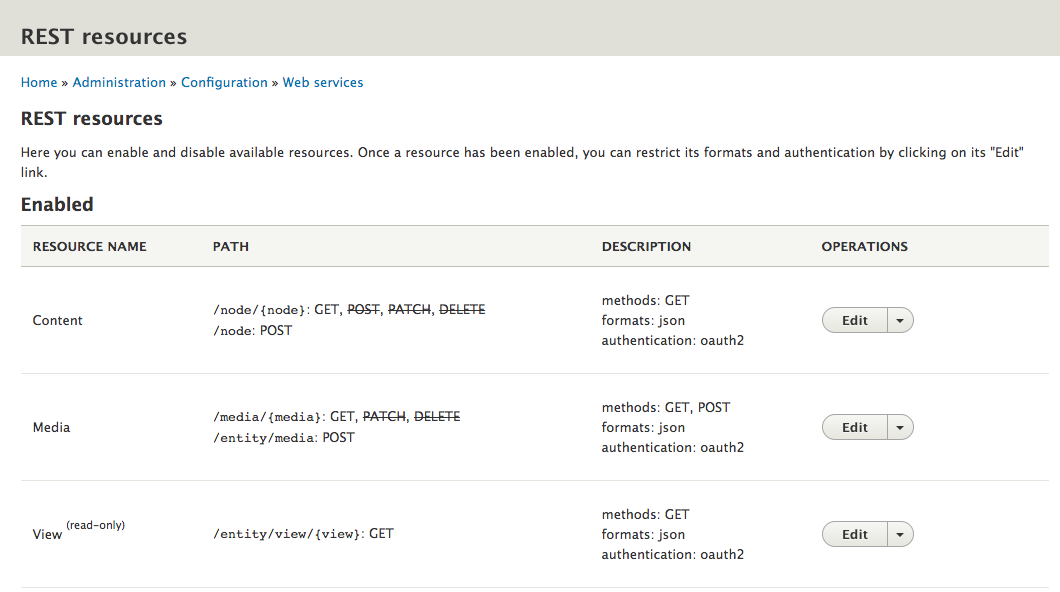 REST resources
Home » Administration » Configuration » Web services
REST resources
Here you can enable and disable available resources. Once a resource has been enabled, you can restrict its formats and authentication by clicking on its "Edit"
link.
Enabled
RESOURCE NAME PATH DESCRIPTION OPERATIONS
Content
/node/{node}: GET, POST, PATCH, DELETE
/node: POST
methods: GET
formats: json
authentication: oauth2
Edit
Media
/media/{media}: GET, PATCH, DELETE
/entity/media: POST
methods: GET, POST
formats: json
authentication: oauth2
Edit
View (read-only)
/entity/view/{view}: GET
methods: GET
formats: json
authentication: oauth2
Edit